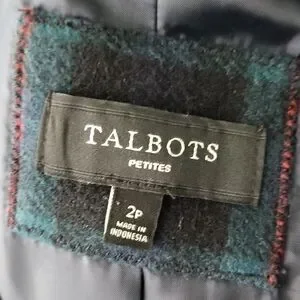 TALBOTS
PETITES
2P
MADE IN
INDONESIA